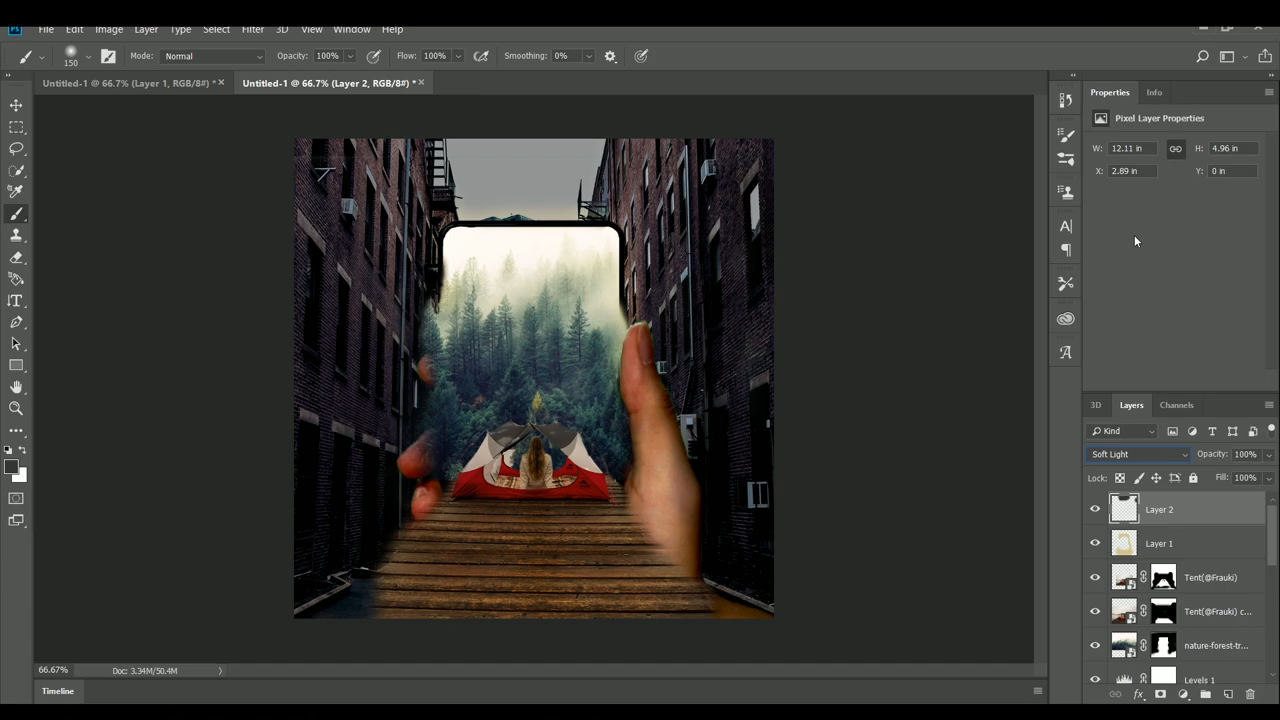 Ps File Edit Image Layer Type Select Filter 3D View Window Help
150 Mode: Normal Opacity: 100% Flow: 100% Smoothing: 0%
Untitled-1 @ 66.7% (Layer 1, RGB/8#) * × Untitled-1 @ 66.7% (Layer 2, RGB/8#) * ×
Properties Info
Pixel Layer Properties
W: 12.11 in H: 4.96 in
X: 2.89 in Y: 0 in
3D Layers Channels
Kind
Soft Light Opacity: 100%
Lock: Fill: 100%
Layer 2
Layer 1
Tent(@Frauki)
Tent(@Frauki) c...
nature-forest-tr...
Levels 1
66.67% Doc: 3.34M/50.4M
Timeline